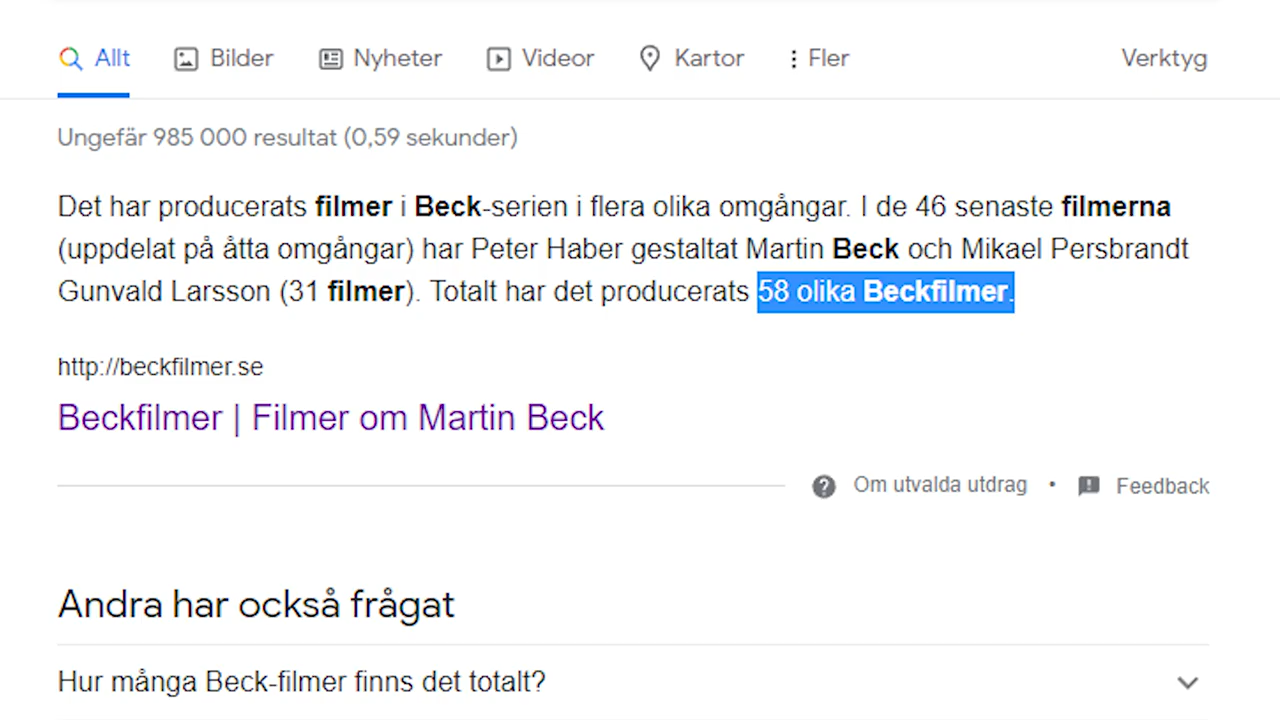 Allt Bilder Nyheter Videor Kartor Fler Verktyg
Ungefär 985 000 resultat (0,59 sekunder)
Det har producerats filmer i Beck-serien i flera olika omgångar. I de 46 senaste filmerna
(uppdelat på åtta omgångar) har Peter Haber gestaltat Martin Beck och Mikael Persbrandt
Gunvald Larsson (31 filmer). Totalt har det producerats 58 olika Beckfilmer.
http://beckfilmer.se
Beckfilmer | Filmer om Martin Beck
Om utvalda utdrag • Feedback
Andra har också frågat
Hur många Beck-filmer finns det totalt?